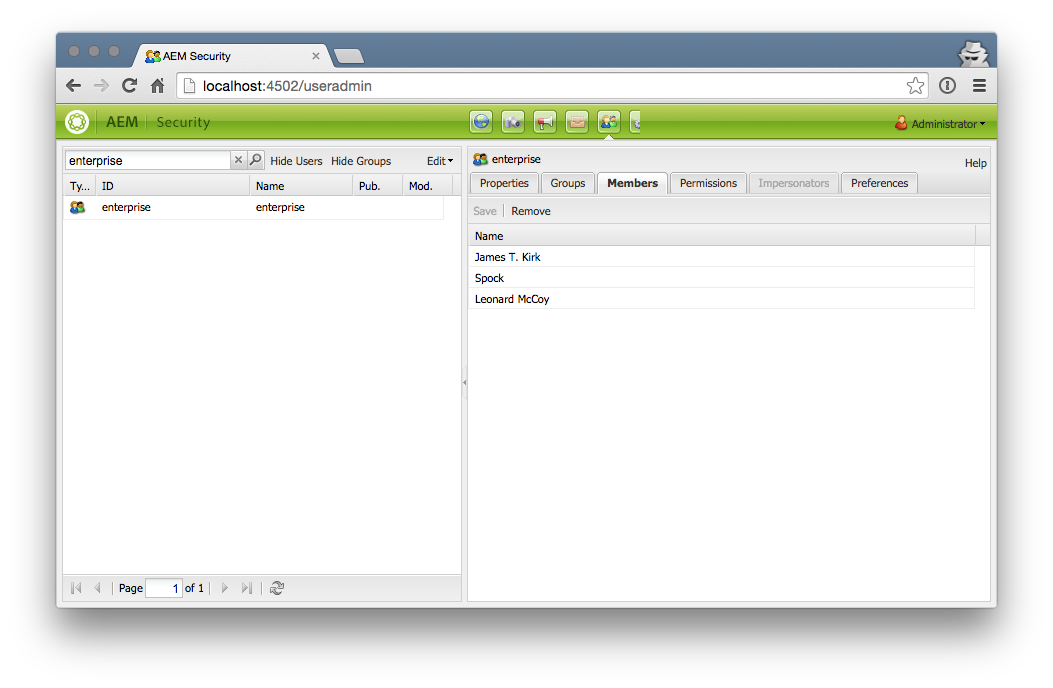 AEM Security
localhost:4502/useradmin
AEM Security Administrator
enterprise Hide Users Hide Groups Edit
Ty... ID Name Pub. Mod.
enterprise enterprise
Page 1 of 1
enterprise
Help
Properties Groups Members Permissions Impersonators Preferences
Save Remove
Name
James T. Kirk
Spock
Leonard McCoy